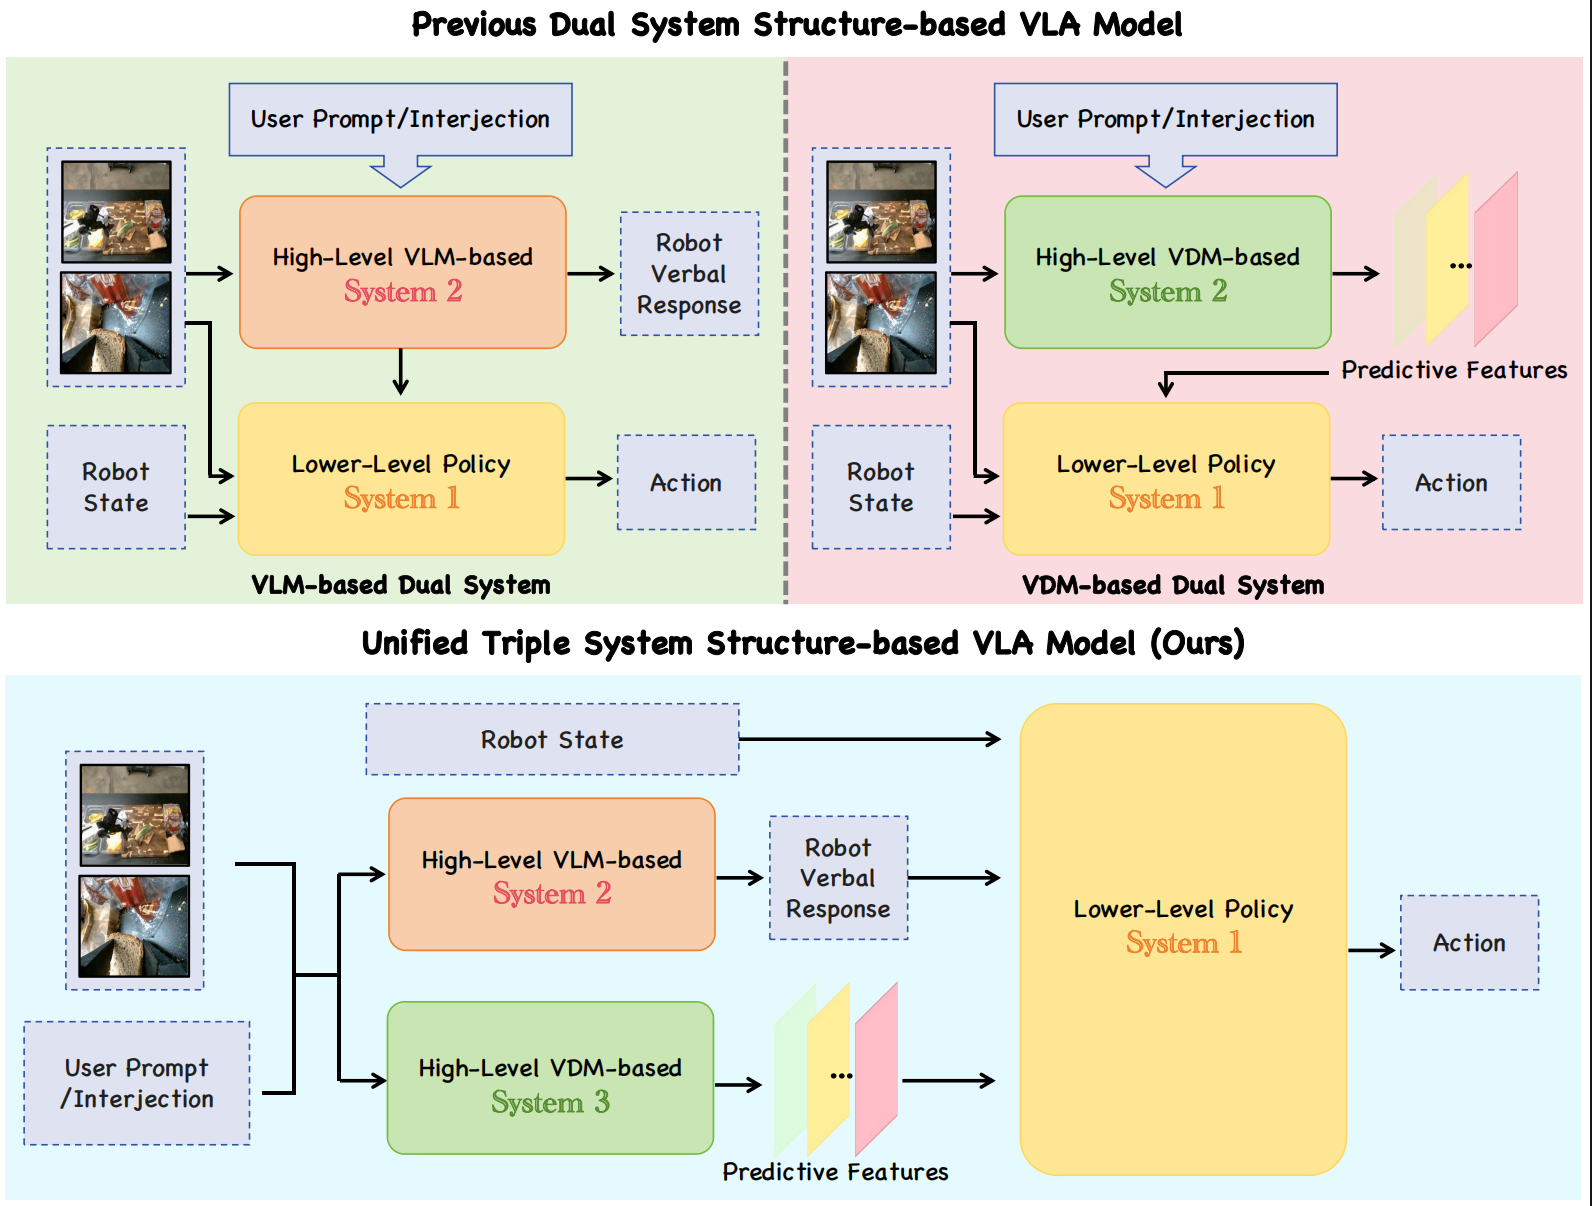 Previous Dual System Structure-based VLA Model
User Prompt/Interjection
High-Level VLM-based
System 2
Robot
Verbal
Response
Robot
State
Lower-Level Policy
System 1
Action
VLM-based Dual System
User Prompt/Interjection
High-Level VDM-based
System 2
...
Predictive Features
Robot
State
Lower-Level Policy
System 1
Action
VDM-based Dual System
Unified Triple System Structure-based VLA Model (Ours)
Robot State
High-Level VLM-based
System 2
Robot
Verbal
Response
User Prompt
/Interjection
High-Level VDM-based
System 3
...
Predictive Features
Lower-Level Policy
System 1
Action